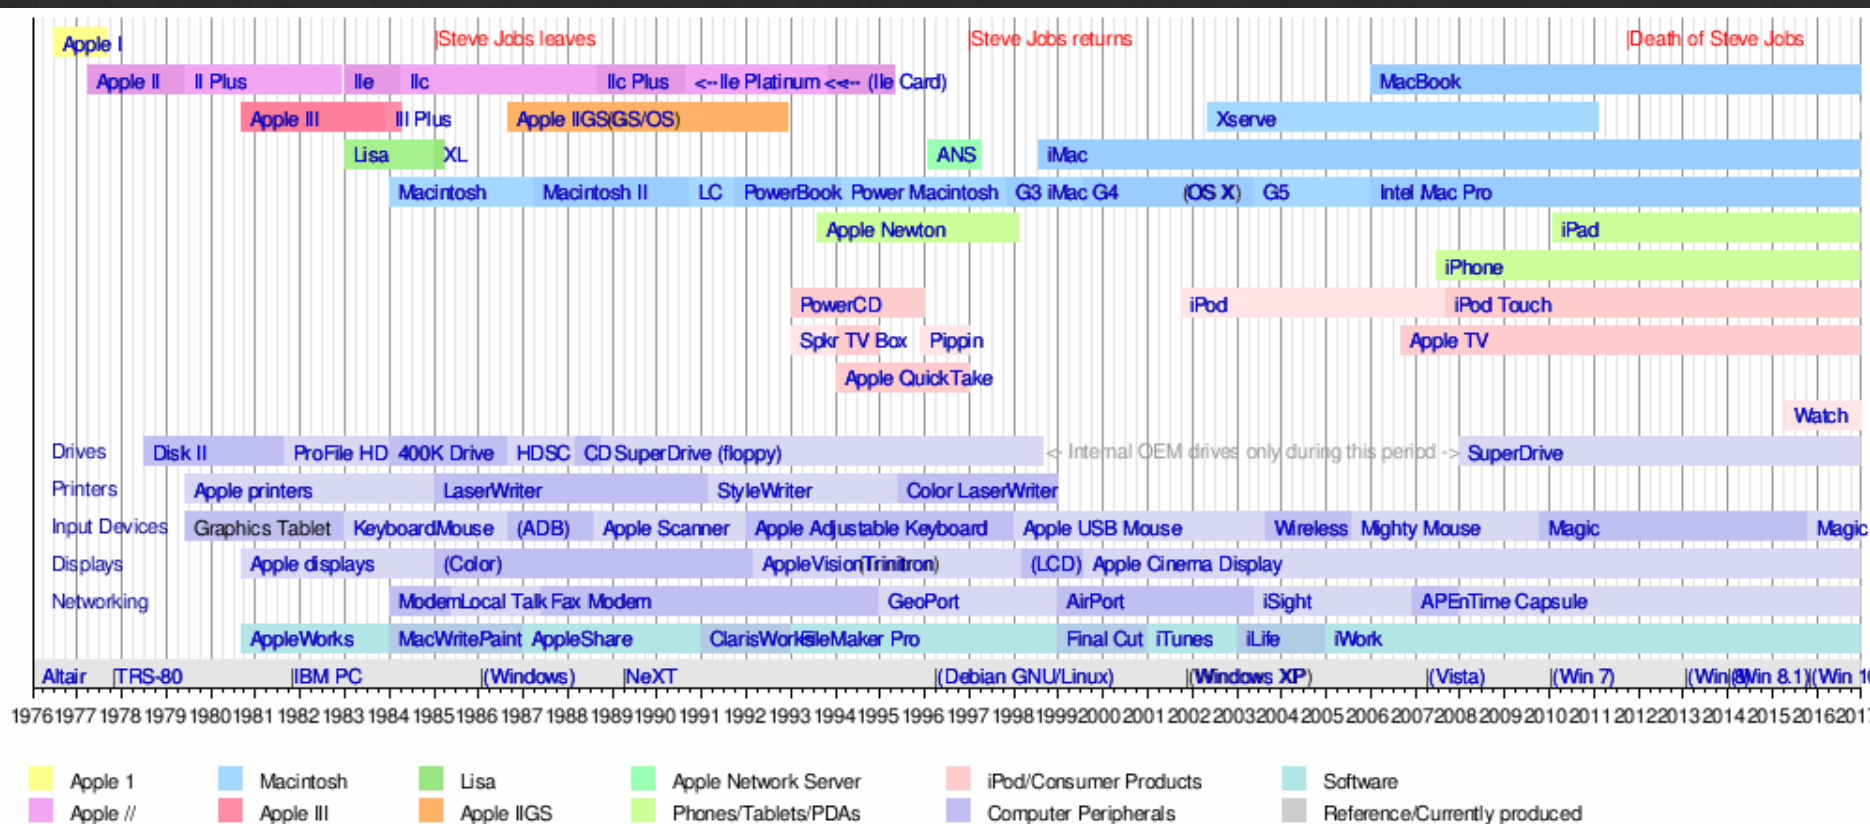 Apple I |Steve Jobs leaves |Steve Jobs returns |Death of Steve Jobs
Apple II II Plus IIe IIc IIc Plus <--IIe Platinum <<-- (IIe Card) MacBook
Apple III III Plus Apple IIGS(GS/OS) Xserve
Lisa XL ANS iMac
Macintosh Macintosh II LC PowerBook Power Macintosh G3 iMac G4 (OS X) G5 Intel Mac Pro
Apple Newton iPad
iPhone
PowerCD iPod iPod Touch
Spkr TV Box Pippin Apple TV
Apple QuickTake
Watch
Drives Disk II ProFile HD 400K Drive HDSC CD SuperDrive (floppy) <- Internal OEM drives only during this period -> SuperDrive
Printers Apple printers LaserWriter StyleWriter Color LaserWriter
Input Devices Graphics Tablet Keyboard Mouse (ADB) Apple Scanner Apple Adjustable Keyboard Apple USB Mouse Wireless Mighty Mouse Magic Magic
Displays Apple displays (Color) AppleVision (Trinitron) (LCD) Apple Cinema Display
Networking Modem Local Talk Fax Modem GeoPort AirPort iSight APEn Time Capsule
AppleWorks MacWrite Paint AppleShare ClarisWorks FileMaker Pro Final Cut iTunes iLife iWork
Altair |TRS-80 |IBM PC |(Windows) |NeXT |(Debian GNU/Linux) |(Windows XP) |(Vista) |(Win 7) |(Win 8) |(Win 8.1) |(Win 10
1976 1977 1978 1979 1980 1981 1982 1983 1984 1985 1986 1987 1988 1989 1990 1991 1992 1993 1994 1995 1996 1997 1998 1999 2000 2001 2002 2003 2004 2005 2006 2007 2008 2009 2010 2011 2012 2013 2014 2015 2016 2017
Apple 1 Macintosh Lisa Apple Network Server iPod/Consumer Products Software
Apple // Apple III Apple IIGS Phones/Tablets/PDAs Computer Peripherals Reference/Currently produced